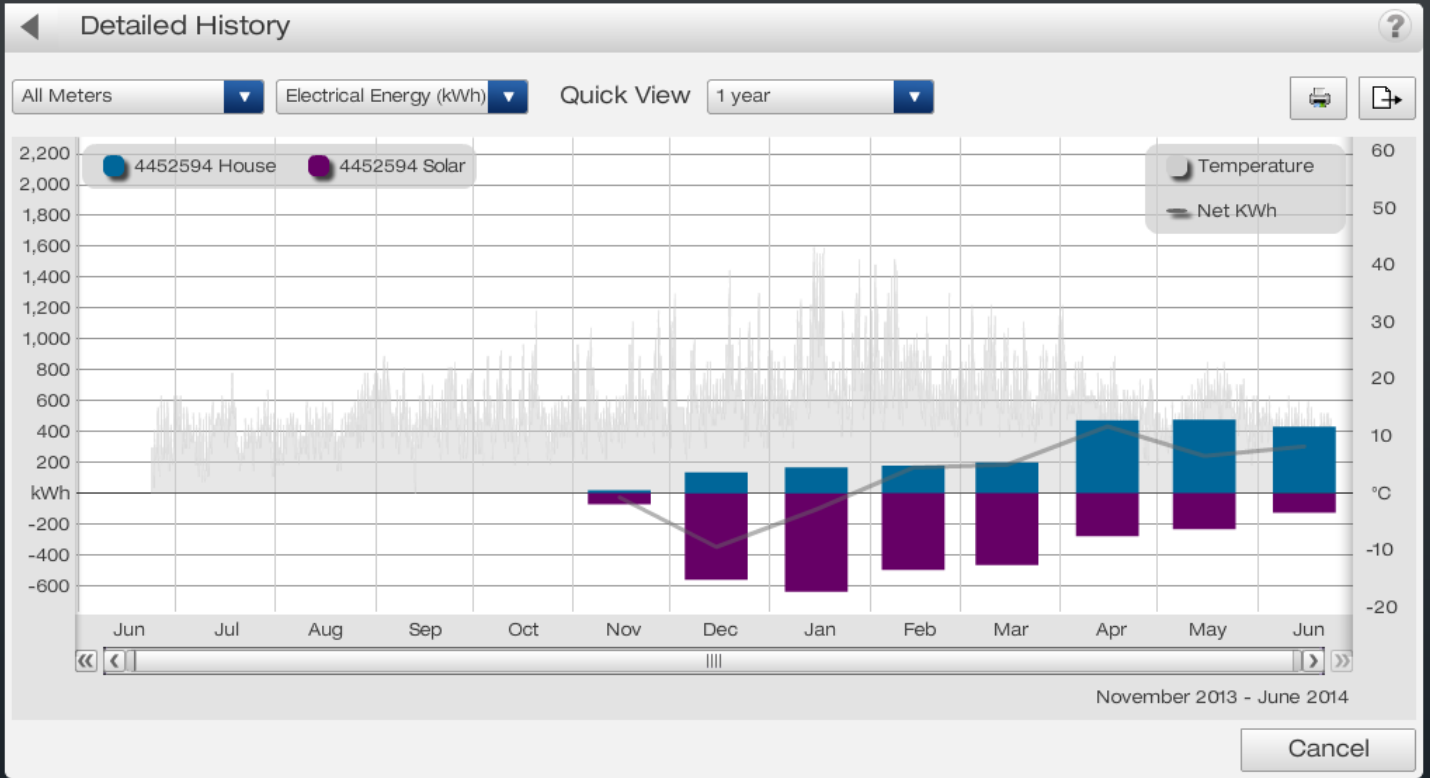 Detailed History
?
All Meters Electrical Energy (kWh) Quick View 1 year
4452594 House 4452594 Solar
Temperature
Net KWh
2,200
2,000
1,800
1,600
1,400
1,200
1,000
800
600
400
200
kWh
-200
-400
-600
60
50
40
30
20
10
°C
-10
-20
Jun Jul Aug Sep Oct Nov Dec Jan Feb Mar Apr May Jun
November 2013 - June 2014
Cancel